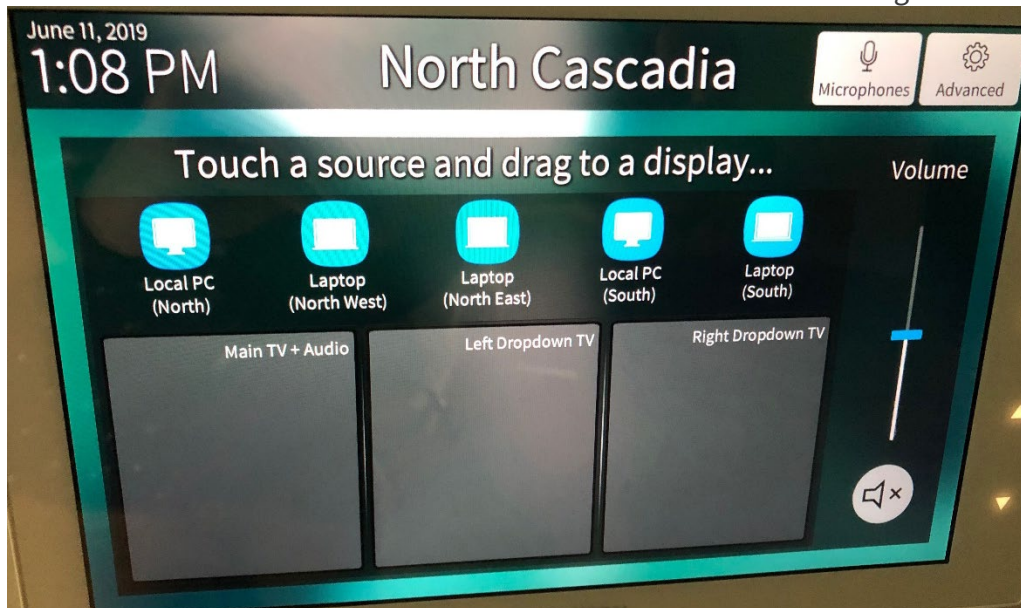 June 11, 2019
1:08 PM
North Cascadia
Microphones
Advanced
Touch a source and drag to a display...
Volume
Local PC
(North)
Laptop
(North West)
Laptop
(North East)
Local PC
(South)
Laptop
(South)
Main TV + Audio
Left Dropdown TV
Right Dropdown TV